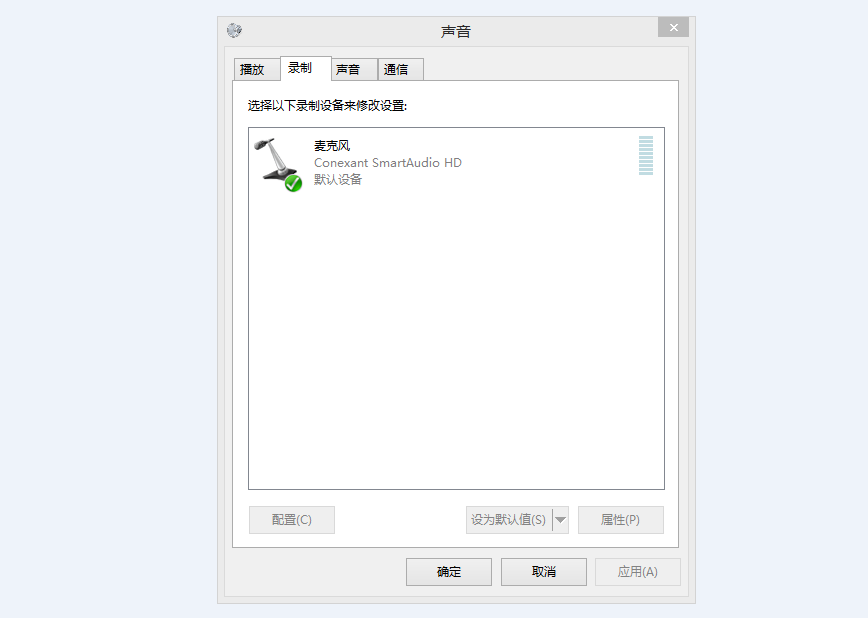 声音
播放 录制 声音 通信
选择以下录制设备来修改设置:
麦克风
Conexant SmartAudio HD
默认设备
配置(C) 设为默认值(S) 属性(P)
确定 取消 应用(A)